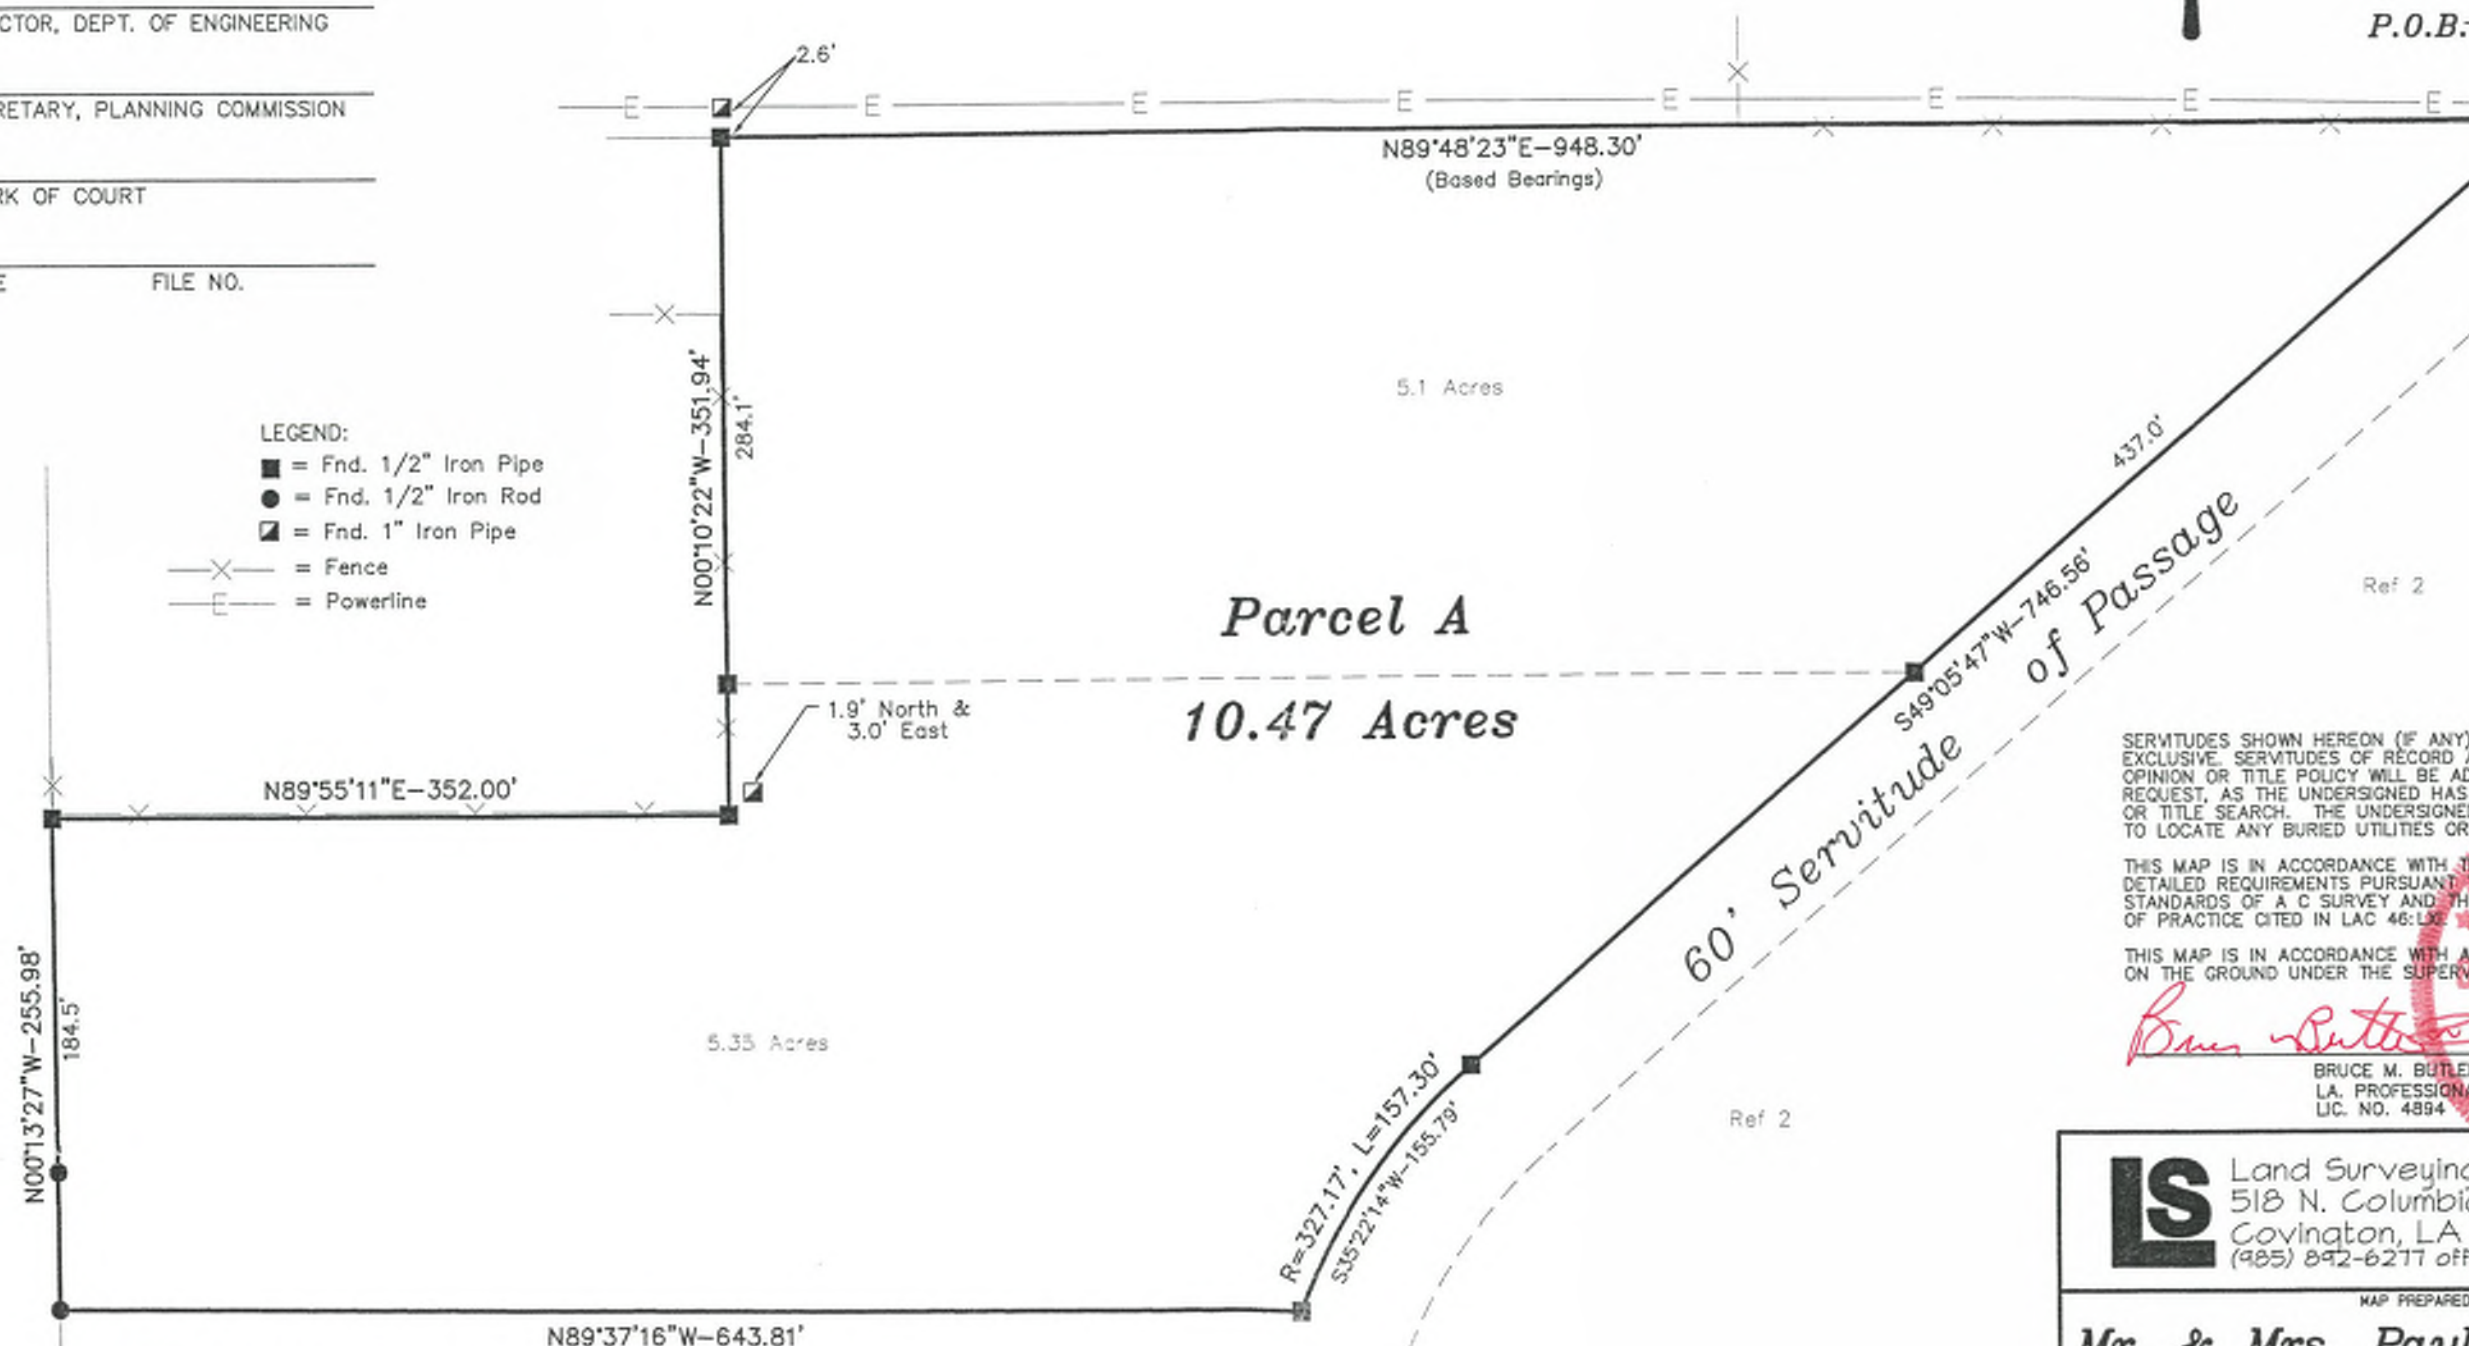 CTOR, DEPT. OF ENGINEERING
RETARY, PLANNING COMMISSION
RK OF COURT
E FILE NO.
2.6'
P.O.B.
E E E E E E E E
N89°48'23"E-948.30'
(Based Bearings)
LEGEND:
= Fnd. 1/2" Iron Pipe
= Fnd. 1/2" Iron Rod
= Fnd. 1" Iron Pipe
= Fence
E = Powerline
N00°10'22"W-351.94'
284.1'
5.1 Acres
437.0'
Parcel A
10.47 Acres
S49°05'47"W-746.56'
60' Servitude of Passage
Ref 2
1.9' North &
3.0' East
N89°55'11"E-352.00'
N00°13'27"W-255.98'
184.5'
5.35 Acres
R=327.17', L=157.30'
S35°22'14"W-155.79'
Ref 2
N89°37'16"W-643.81'
SERVITUDES SHOWN HEREON (IF ANY)
EXCLUSIVE. SERVITUDES OF RECORD
OPINION OR TITLE POLICY WILL BE AD
REQUEST, AS THE UNDERSIGNED HAS
OR TITLE SEARCH. THE UNDERSIGNE
TO LOCATE ANY BURIED UTILITIES OR
THIS MAP IS IN ACCORDANCE WITH T
DETAILED REQUIREMENTS PURSUANT
STANDARDS OF A C SURVEY AND TH
OF PRACTICE CITED IN LAC 46:LXI
THIS MAP IS IN ACCORDANCE WITH A
ON THE GROUND UNDER THE SUPERV
BRUCE M. BUTLE
LA. PROFESSIONA
LIC. NO. 4894
LS
Land Surveying
518 N. Columbia
Covington, LA
(985) 892-6277 off
MAP PREPARED
Mr. & Mrs. Paul